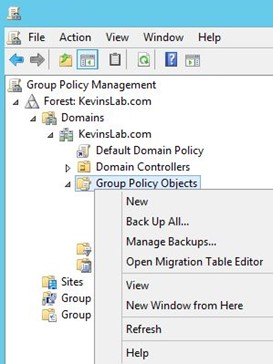 File Action View Window Help
Group Policy Management
Forest: KevinsLab.com
Domains
KevinsLab.com
Default Domain Policy
Domain Controllers
Group Policy Objects
New
Back Up All...
Manage Backups...
Open Migration Table Editor
View
New Window from Here
Refresh
Help
Sites
Group
Group